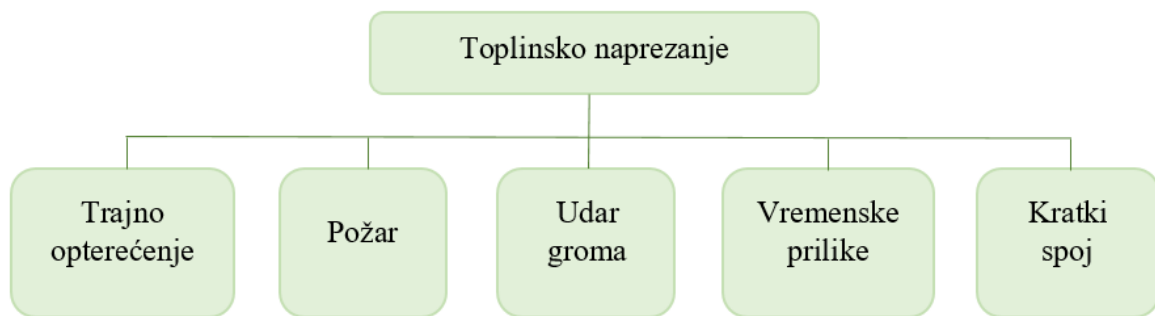 Toplinsko naprezanje
Trajno
opterećenje
Požar
Udar
groma
Vremenske
prilike
Kratki
spoj